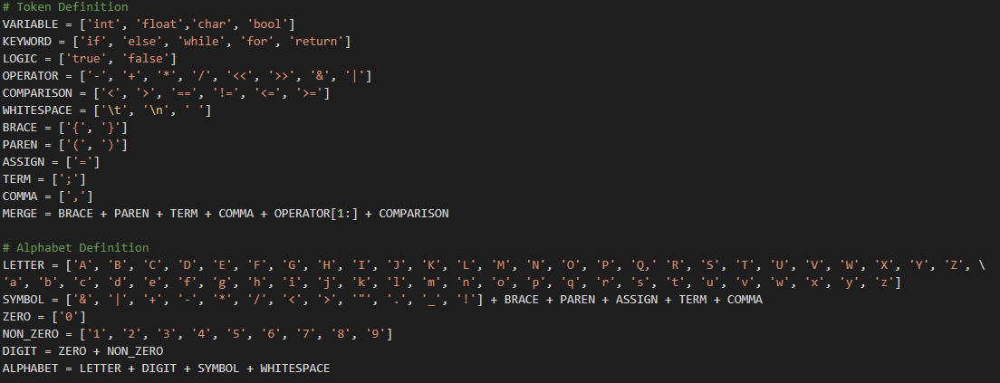 # Token Definition
VARIABLE = ['int', 'float','char', 'bool']
KEYWORD = ['if', 'else', 'while', 'for', 'return']
LOGIC = ['true', 'false']
OPERATOR = ['-', '+', '*', '/', '<<', '>>', '&', '|']
COMPARISON = ['<', '>', '==', '!=', '<=', '>=']
WHITESPACE = ['\t', '\n', ' ']
BRACE = ['{', '}']
PAREN = ['(', ')']
ASSIGN = ['=']
TERM = [';']
COMMA = [',']
MERGE = BRACE + PAREN + TERM + COMMA + OPERATOR[1:] + COMPARISON
# Alphabet Definition
LETTER = ['A', 'B', 'C', 'D', 'E', 'F', 'G', 'H', 'I', 'J', 'K', 'L', 'M', 'N', 'O', 'P', 'Q,' 'R', 'S', 'T', 'U', 'V', 'W', 'X', 'Y', 'Z', \
'a', 'b', 'c', 'd', 'e', 'f', 'g', 'h', 'i', 'j', 'k', 'l', 'm', 'n', 'o', 'p', 'q', 'r', 's', 't', 'u', 'v', 'w', 'x', 'y', 'z']
SYMBOL = ['&', '|', '+', '-', '*', '/', '<', '>', '"', '.', '_', '!'] + BRACE + PAREN + ASSIGN + TERM + COMMA
ZERO = ['0']
NON_ZERO = ['1', '2', '3', '4', '5', '6', '7', '8', '9']
DIGIT = ZERO + NON_ZERO
ALPHABET = LETTER + DIGIT + SYMBOL + WHITESPACE